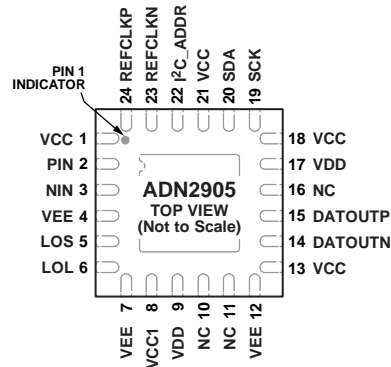 24 REFCLKP
23 REFCLKN
22 I²C_ADDR
21 VCC
20 SDA
19 SCK
PIN 1
INDICATOR
VCC 1
PIN 2
NIN 3
VEE 4
LOS 5
LOL 6
ADN2905
TOP VIEW
(Not to Scale)
18 VCC
17 VDD
16 NC
15 DATOUTP
14 DATOUTN
13 VCC
VEE 7
VCC1 8
VDD 9
NC 10
NC 11
VEE 12